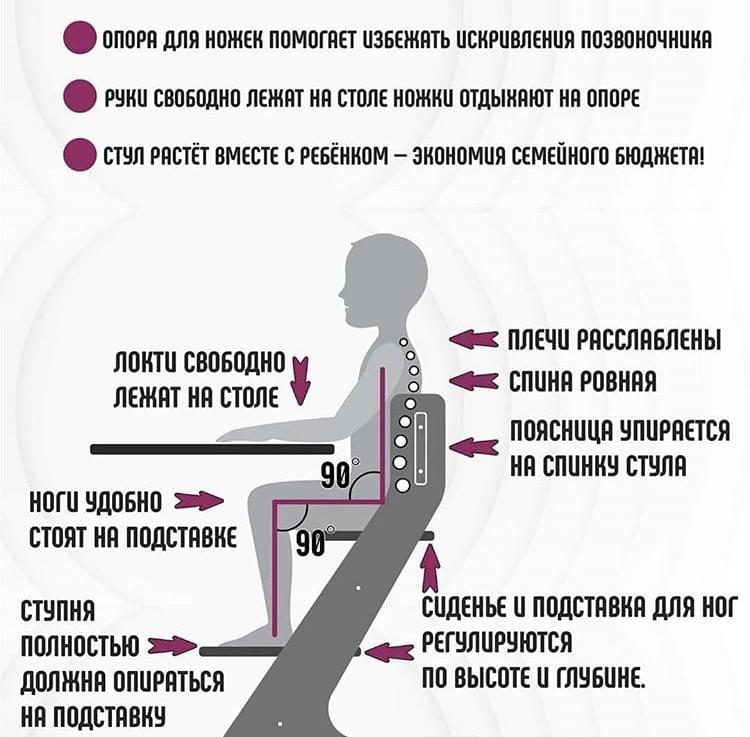 ОПОРА ДЛЯ НОЖЕК ПОМОГАЕТ ИЗБЕЖАТЬ ИСКРИВЛЕНИЯ ПОЗВОНОЧНИКА
РУКИ СВОБОДНО ЛЕЖАТ НА СТОЛЕ НОЖКИ ОТДЫХАЮТ НА ОПОРЕ
СТУЛ РАСТЁТ ВМЕСТЕ С РЕБЁНКОМ – ЭКОНОМИЯ СЕМЕЙНОГО БЮДЖЕТА!
ПЛЕЧИ РАССЛАБЛЕНЫ
ЛОКТИ СВОБОДНО
ЛЕЖАТ НА СТОЛЕ
СПИНА РОВНАЯ
ПОЯСНИЦА УПИРАЕТСЯ
НА СПИНКУ СТУЛА
90°
НОГИ УДОБНО
СТОЯТ НА ПОДСТАВКЕ
90°
СТУПНЯ
ПОЛНОСТЬЮ
ДОЛЖНА ОПИРАТЬСЯ
НА ПОДСТАВКУ
СИДЕНЬЕ И ПОДСТАВКА ДЛЯ НОГ
РЕГУЛИРУЮТСЯ
ПО ВЫСОТЕ И ГЛУБИНЕ.